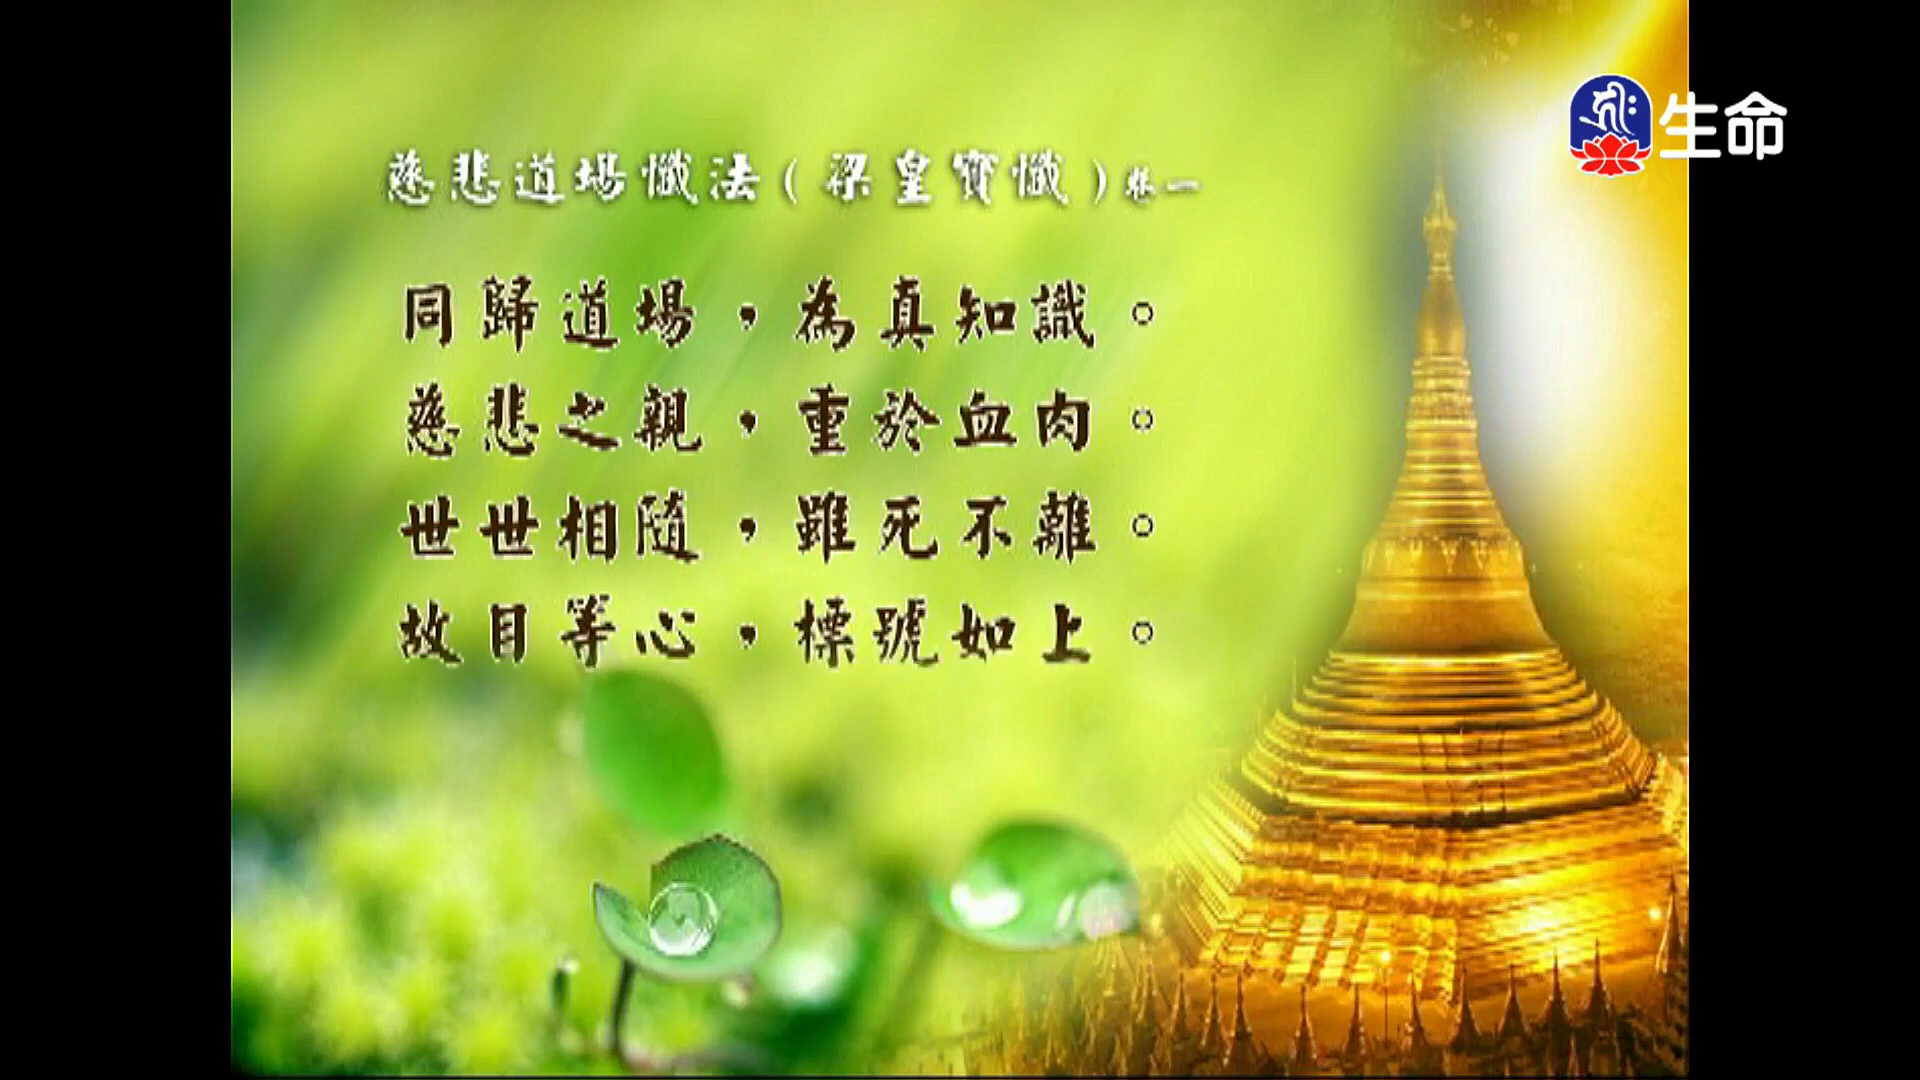 生命
慈悲道場懺法（梁皇寶懺）卷一
同歸道場，為真知識。
慈悲之親，重於血肉。
世世相隨，雖死不離。
故目等心，標號如上。